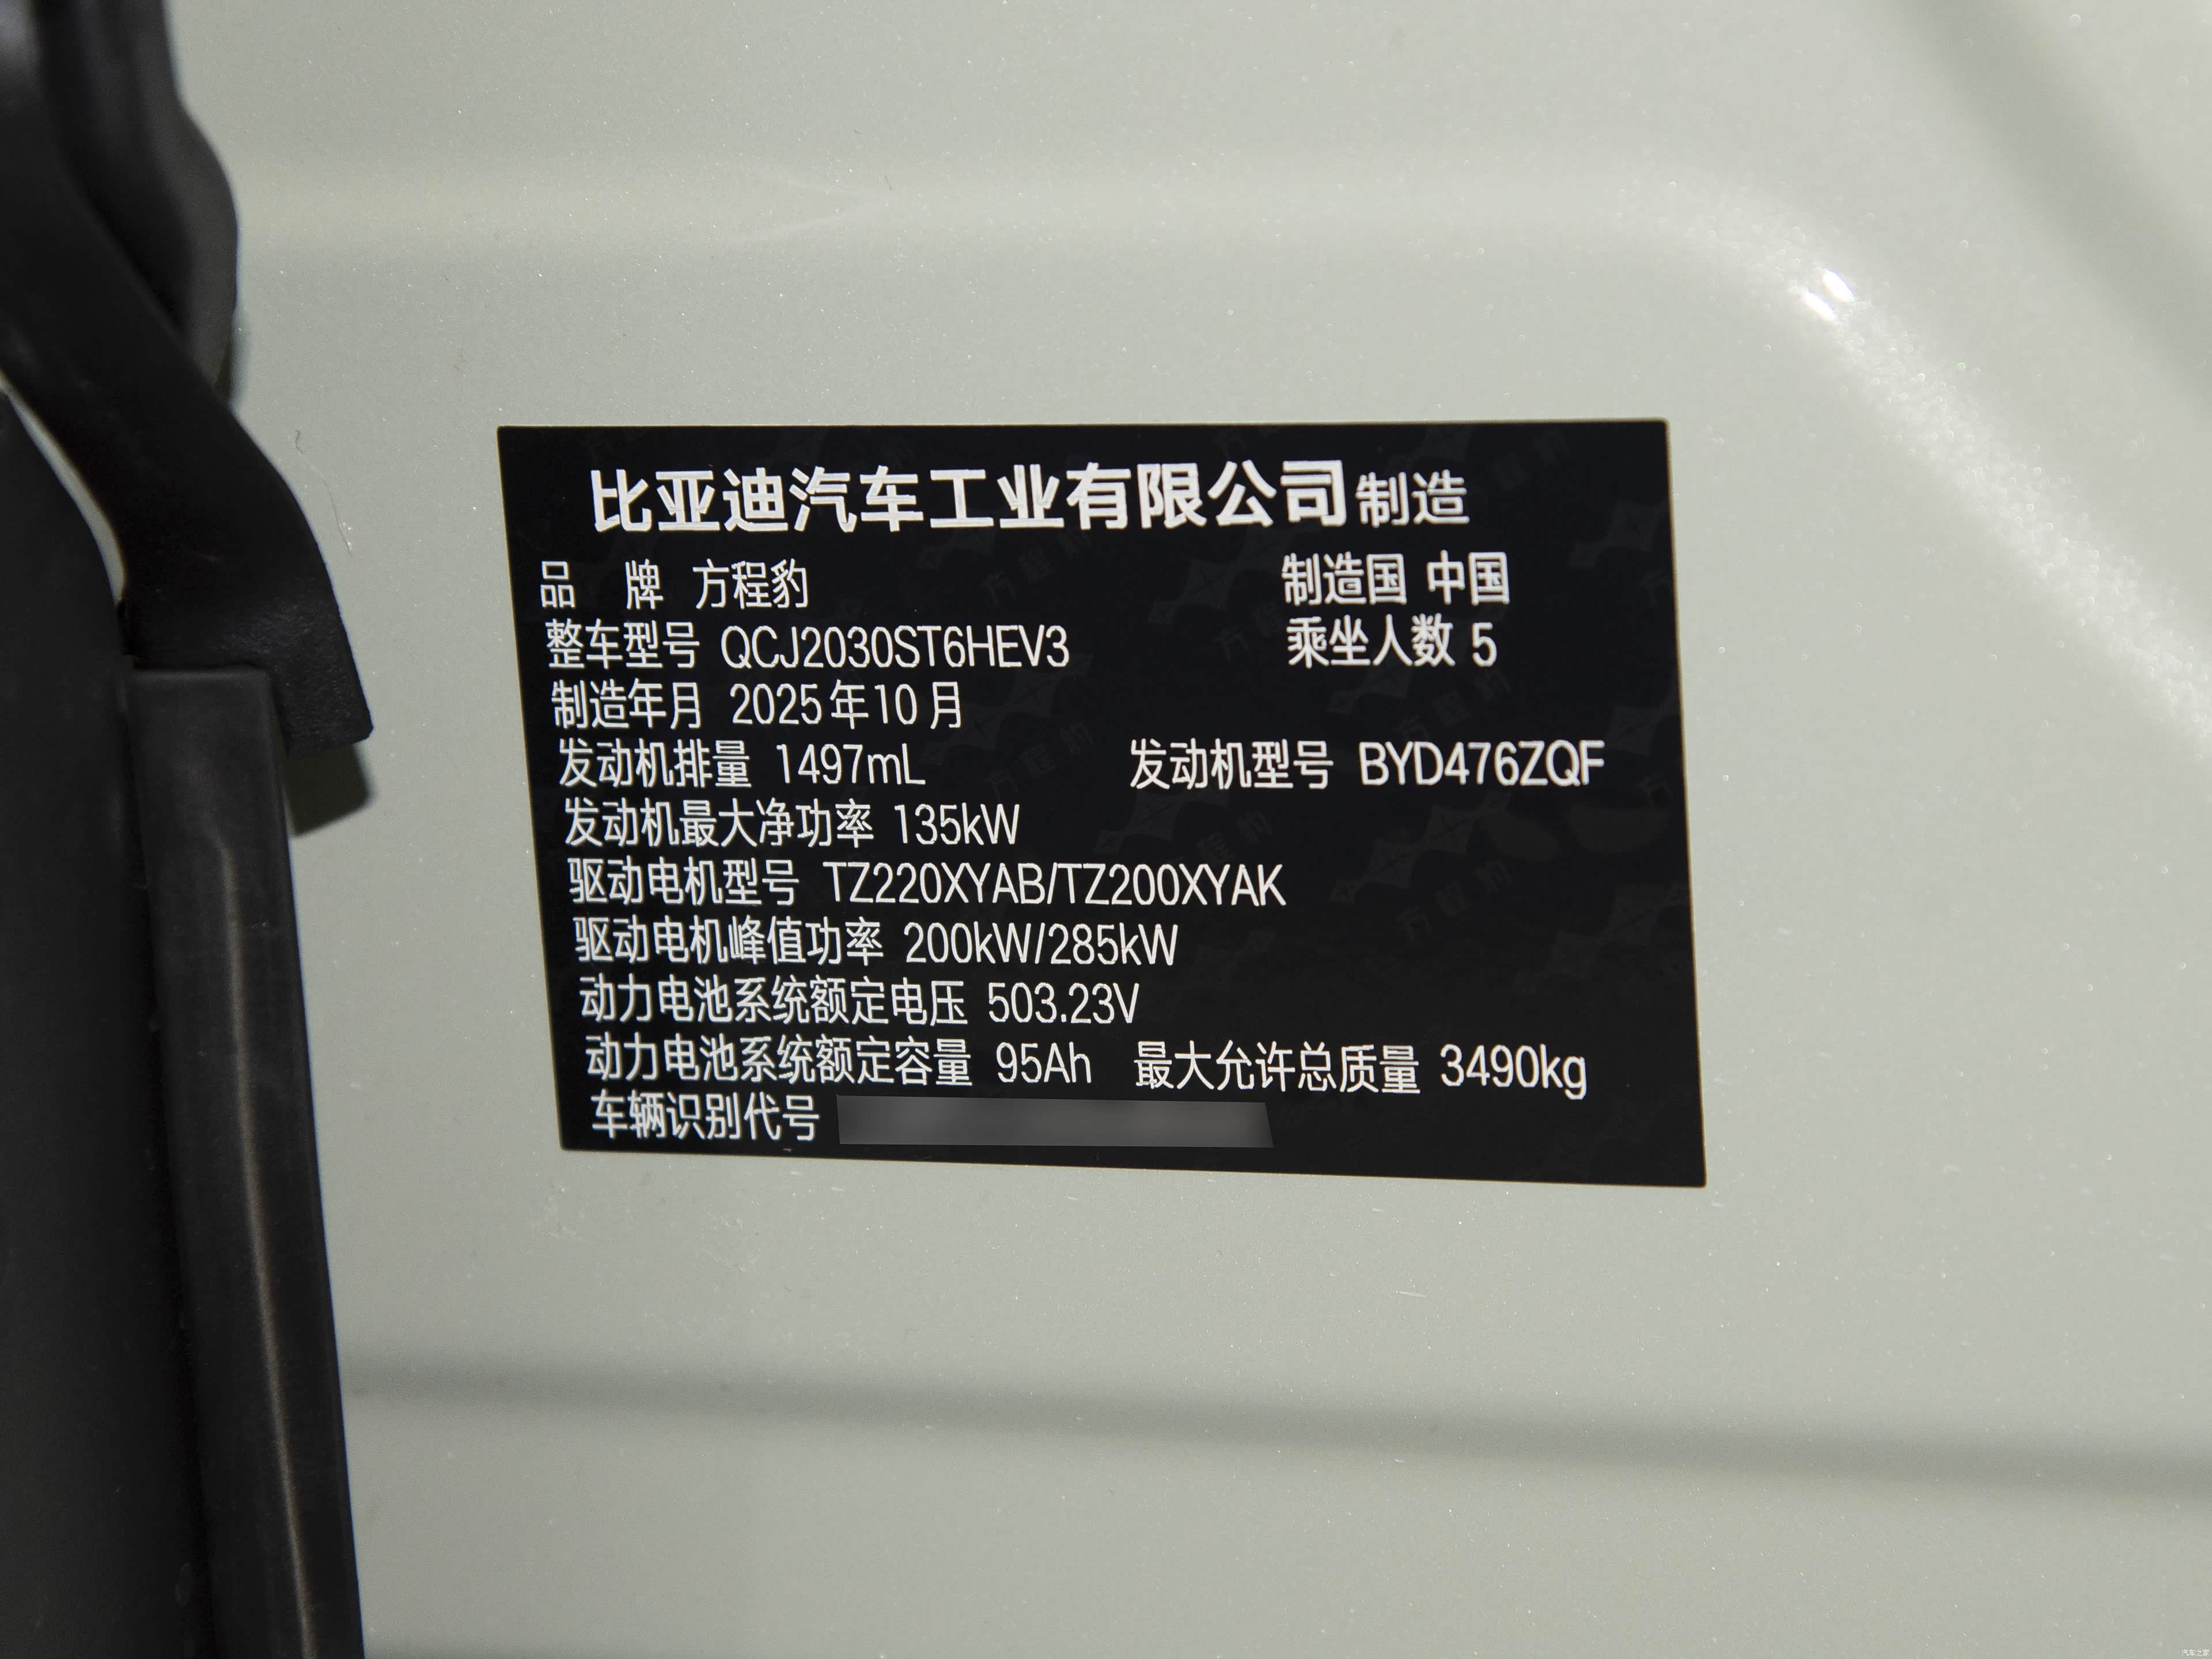 比亚迪汽车工业有限公司制造
品 牌 方程豹 制造国 中国
整车型号 QCJ2030ST6HEV3 乘坐人数 5
制造年月 2025年10月
发动机排量 1497mL 发动机型号 BYD476ZQF
发动机最大净功率 135kW
驱动电机型号 TZ220XYAB/TZ200XYAK
驱动电机峰值功率 200kW/285kW
动力电池系统额定电压 503.23V
动力电池系统额定容量 95Ah 最大允许总质量 3490kg
车辆识别代号
汽车之家